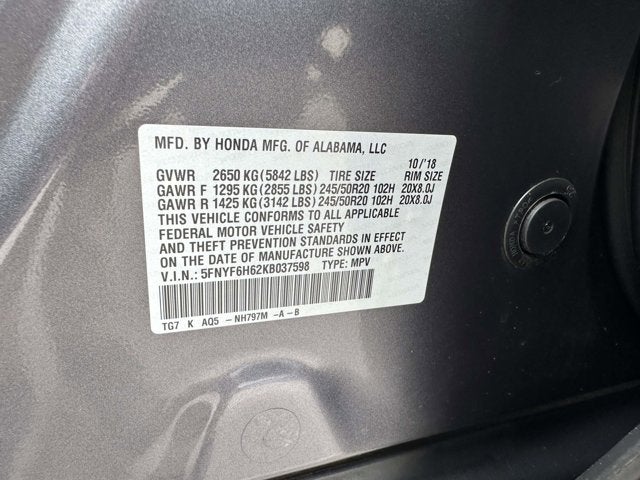 MFD. BY HONDA MFG. OF ALABAMA, LLC
10/'18
GVWR 2650 KG (5842 LBS) TIRE SIZE RIM SIZE
GAWR F 1295 KG (2855 LBS) 245/50R20 102H 20X8.0J
GAWR R 1425 KG (3142 LBS) 245/50R20 102H 20X8.0J
THIS VEHICLE CONFORMS TO ALL APPLICABLE
FEDERAL MOTOR VEHICLE SAFETY
AND THEFT PREVENTION STANDARDS IN EFFECT
ON THE DATE OF MANUFACTURE SHOWN ABOVE.
V.I.N.: 5FNYF6H62KB037598 TYPE: MPV
TG7 K AQ5 -NH797M -A-B